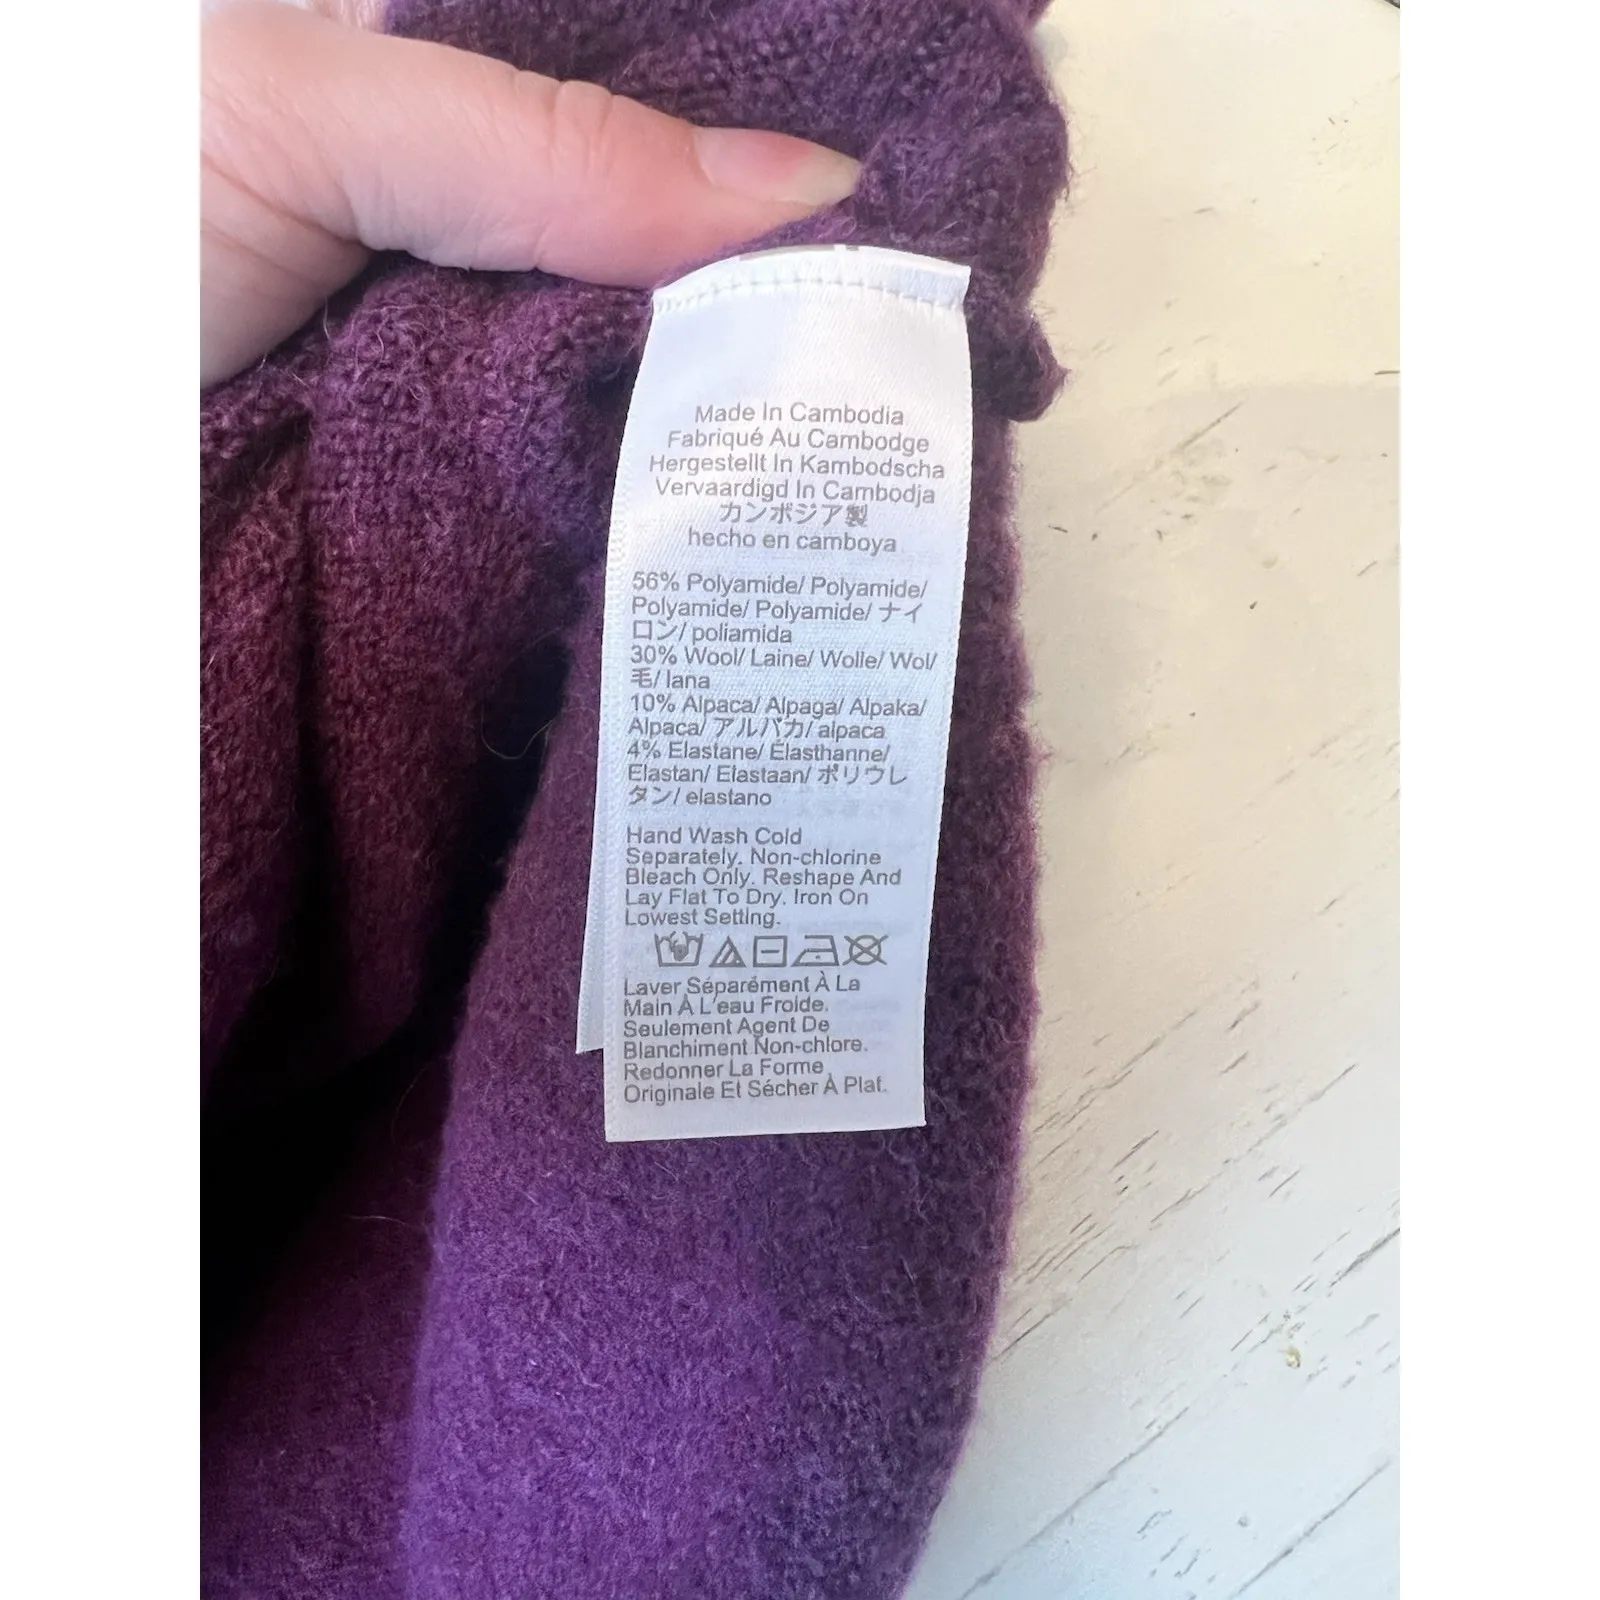 Made In Cambodia
Fabriqué Au Cambodge
Hergestellt In Kambodscha
Vervaardigd In Cambodja
カンボジア製
hecho en camboya
56% Polyamide/ Polyamide/
Polyamide/ Polyamide/ ナイ
ロン/ poliamida
30% Wool/ Laine/ Wolle/ Wol/
毛/ lana
10% Alpaca/ Alpaga/ Alpaka/
Alpaca/ アルパカ/ alpaca
4% Elastane/ Élasthanne/
Elastan/ Elastaan/ ポリウレ
タン/ elastano
Hand Wash Cold
Separately. Non-chlorine
Bleach Only. Reshape And
Lay Flat To Dry. Iron On
Lowest Setting.
Laver Séparément À La
Main À L'eau Froide.
Seulement Agent De
Blanchiment Non-chlore.
Redonner La Forme
Originale Et Sécher À Plat.